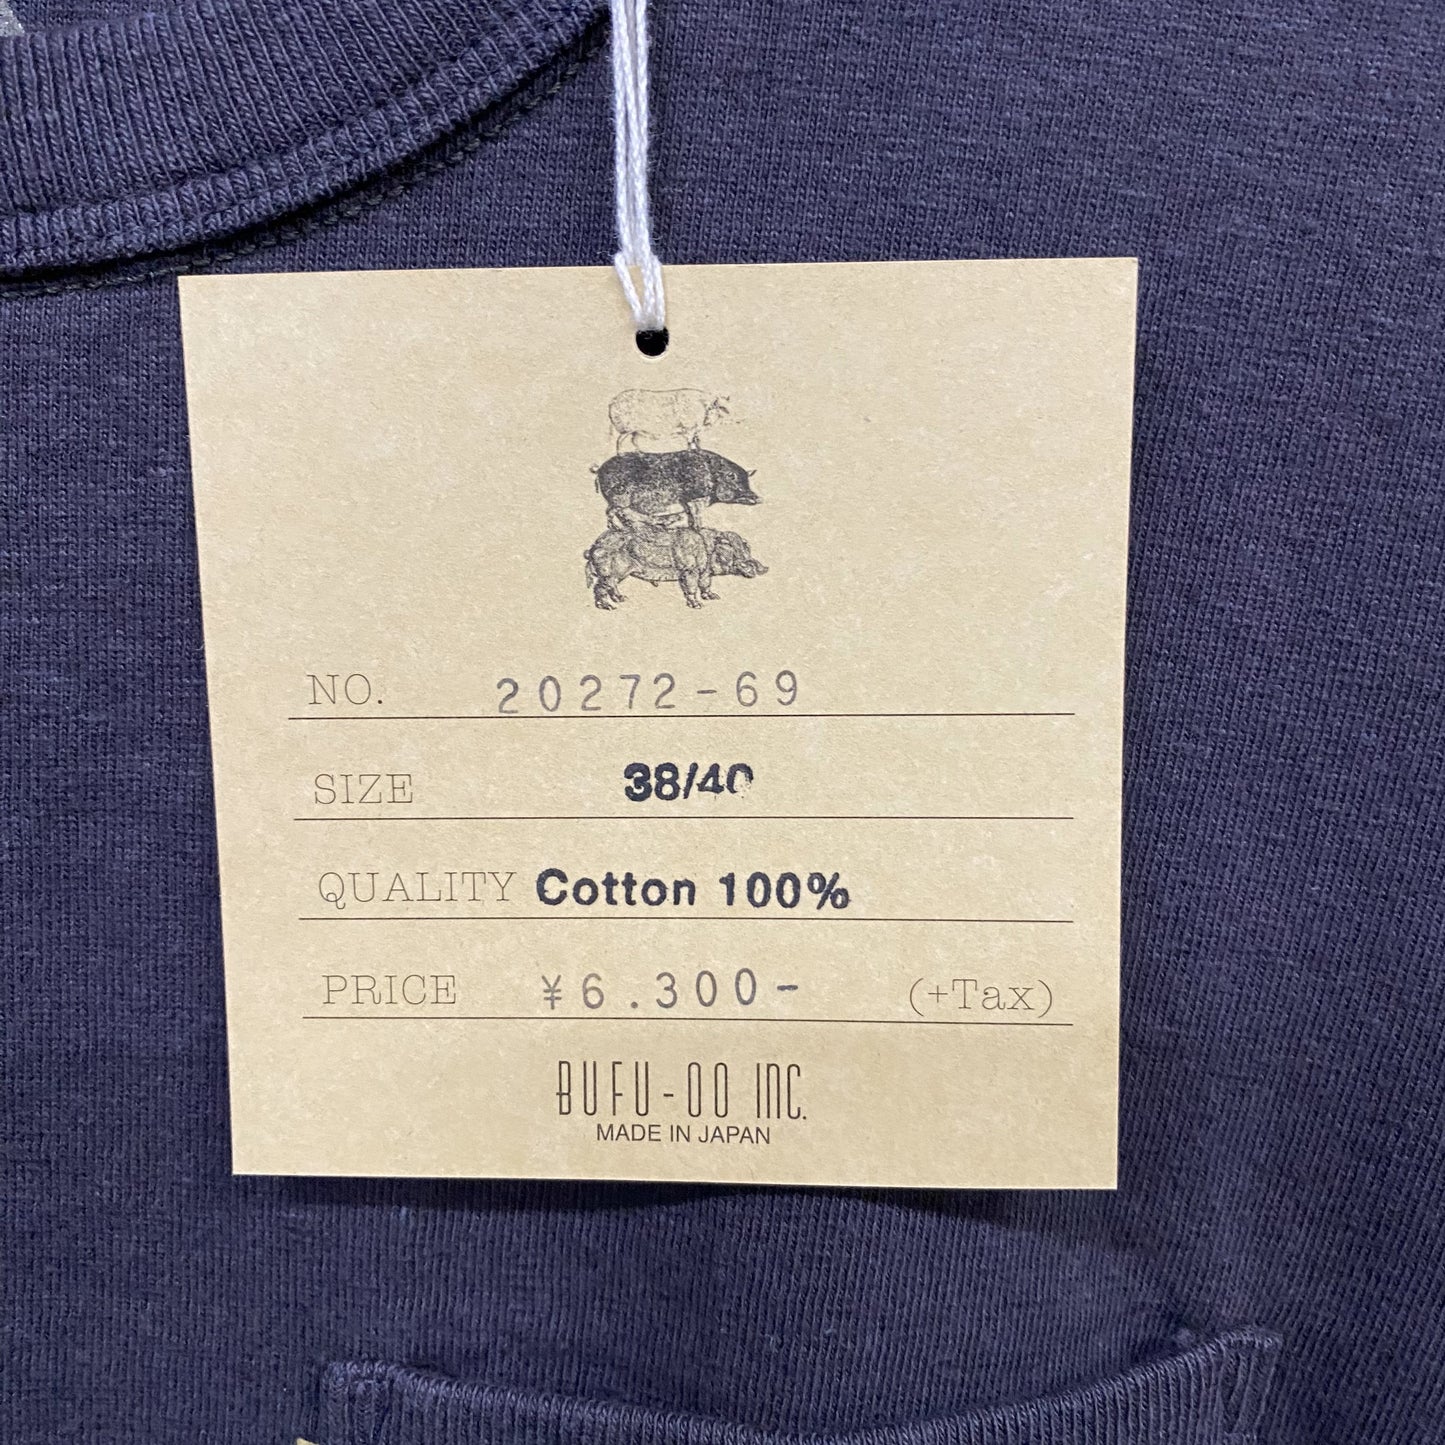 NO. 20272-69
SIZE 38/40
QUALITY Cotton 100%
PRICE ¥6.300- (+Tax)
BUFU-OO INC.
MADE IN JAPAN